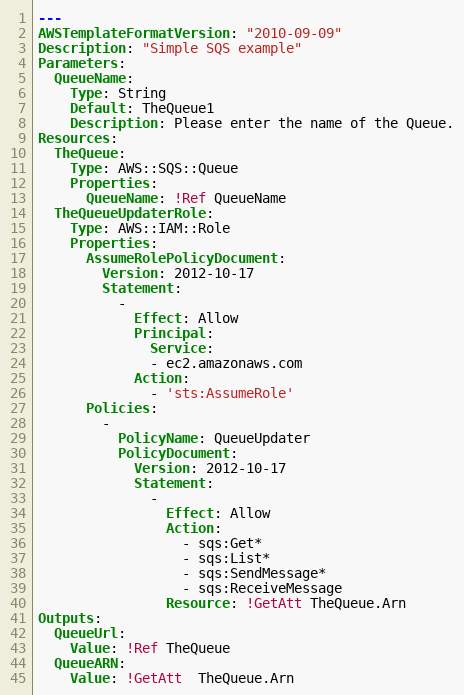 1 ---
2 AWSTemplateFormatVersion: "2010-09-09"
3 Description: "Simple SQS example"
4 Parameters:
5   QueueName:
6     Type: String
7     Default: TheQueue1
8     Description: Please enter the name of the Queue.
9 Resources:
10   TheQueue:
11     Type: AWS::SQS::Queue
12     Properties:
13       QueueName: !Ref QueueName
14   TheQueueUpdaterRole:
15     Type: AWS::IAM::Role
16     Properties:
17       AssumeRolePolicyDocument:
18         Version: 2012-10-17
19         Statement:
20           -
21             Effect: Allow
22             Principal:
23               Service:
24               - ec2.amazonaws.com
25             Action:
26               - 'sts:AssumeRole'
27       Policies:
28         -
29           PolicyName: QueueUpdater
30           PolicyDocument:
31             Version: 2012-10-17
32             Statement:
33               -
34                 Effect: Allow
35                 Action:
36                   - sqs:Get*
37                   - sqs:List*
38                   - sqs:SendMessage*
39                   - sqs:ReceiveMessage
40                 Resource: !GetAtt TheQueue.Arn
41 Outputs:
42   QueueUrl:
43     Value: !Ref TheQueue
44   QueueARN:
45     Value: !GetAtt  TheQueue.Arn